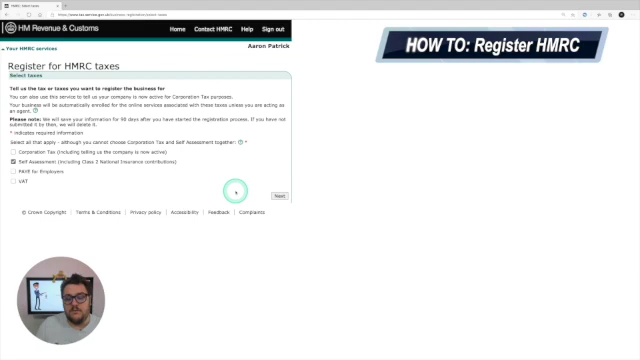 HM Revenue & Customs
Home Contact HMRC Help Sign out
Aaron Patrick
Your HMRC services
HOW TO: Register HMRC
Register for HMRC taxes
Select taxes
Tell us the tax or taxes you want to register the business for
You can also use this service to tell us your company is now active for Corporation Tax purposes.
Your business will be automatically enrolled for the online services associated with these taxes unless you are acting as
an agent.
Please note: We will save your information for 90 days after you have started the registration process. If you have not
submitted it by then, we will delete it.
* indicates required information
Select all that apply - although you cannot choose Corporation Tax and Self Assessment together: *
Corporation Tax (including telling us the company is now active)
Self Assessment (including Class 2 National Insurance contributions)
PAYE for Employers
VAT
Next
© Crown Copyright Terms & Conditions Privacy policy Accessibility Feedback Complaints